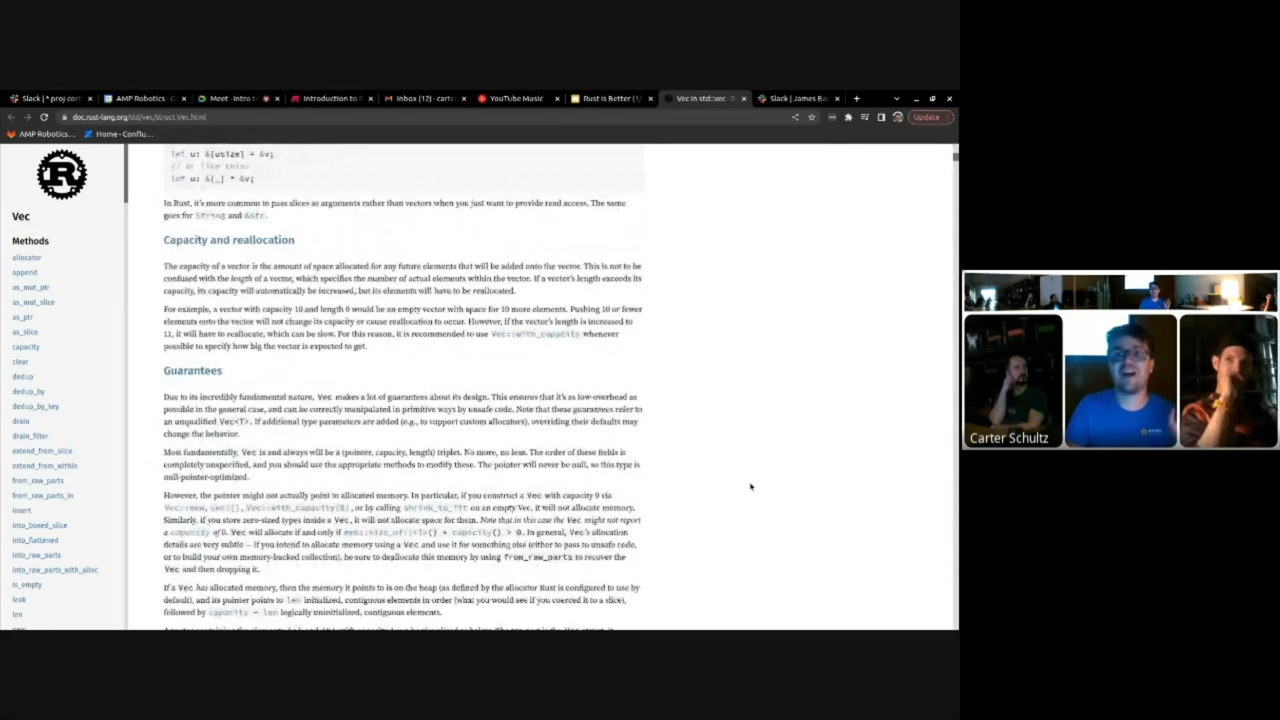 Slack | * proj-cort
AMP Robotics - C
Meet - Intro t
Introduction to R
Inbox (12) - carter.
YouTube Music
Rust is Better (1/
Vec in std::vec - R
Slack | James Ba
doc.rust-lang.org/std/vec/struct.Vec.html
Update
AMP Robotics...
Home - Conflu...
Vec
Methods
allocator
append
as_mut_ptr
as_mut_slice
as_ptr
as_slice
capacity
clear
dedup
dedup_by
dedup_by_key
drain
drain_filter
extend_from_slice
extend_from_within
from_raw_parts
from_raw_parts_in
insert
into_boxed_slice
into_flattened
into_raw_parts
into_raw_parts_with_alloc
is_empty
leak
len
let u: &[usize] = &v;
// or like this:
let u: &[_] = &v;
In Rust, it's more common to pass slices as arguments rather than vectors when you just want to provide read access. The same
goes for String and &str.
Capacity and reallocation
The capacity of a vector is the amount of space allocated for any future elements that will be added onto the vector. This is not to be
confused with the length of a vector, which specifies the number of actual elements within the vector. If a vector's length exceeds its
capacity, its capacity will automatically be increased, but its elements will have to be reallocated.
For example, a vector with capacity 10 and length 0 would be an empty vector with space for 10 more elements. Pushing 10 or fewer
elements onto the vector will not change its capacity or cause reallocation to occur. However, if the vector's length is increased to
11, it will have to reallocate, which can be slow. For this reason, it is recommended to use Vec::with_capacity whenever
possible to specify how big the vector is expected to get.
Guarantees
Due to its incredibly fundamental nature, Vec makes a lot of guarantees about its design. This ensures that it's as low-overhead as
possible in the general case, and can be correctly manipulated in primitive ways by unsafe code. Note that these guarantees refer to
an unqualified Vec<T>. If additional type parameters are added (e.g., to support custom allocators), overriding their defaults may
change the behavior.
Most fundamentally, Vec is and always will be a (pointer, capacity, length) triplet. No more, no less. The order of these fields is
completely unspecified, and you should use the appropriate methods to modify these. The pointer will never be null, so this type is
null-pointer-optimized.
However, the pointer might not actually point to allocated memory. In particular, if you construct a Vec with capacity 0 via
Vec::new, vec![], Vec::with_capacity(0), or by calling shrink_to_fit on an empty Vec, it will not allocate memory.
Similarly, if you store zero-sized types inside a Vec, it will not allocate space for them. Note that in this case the Vec might not report
a capacity of 0. Vec will allocate if and only if mem::size_of::<T>() * capacity() > 0. In general, Vec's allocation
details are very subtle — if you intend to allocate memory using a Vec and use it for something else (either to pass to unsafe code,
or to build your own memory-backed collection), be sure to deallocate this memory by using from_raw_parts to recover the
Vec and then dropping it.
If a Vec has allocated memory, then the memory it points to is on the heap (as defined by the allocator Rust is configured to use by
default), and its pointer points to len initialized, contiguous elements in order (what you would see if you coerced it to a slice),
followed by capacity - len logically uninitialized, contiguous elements.
Carter Schultz